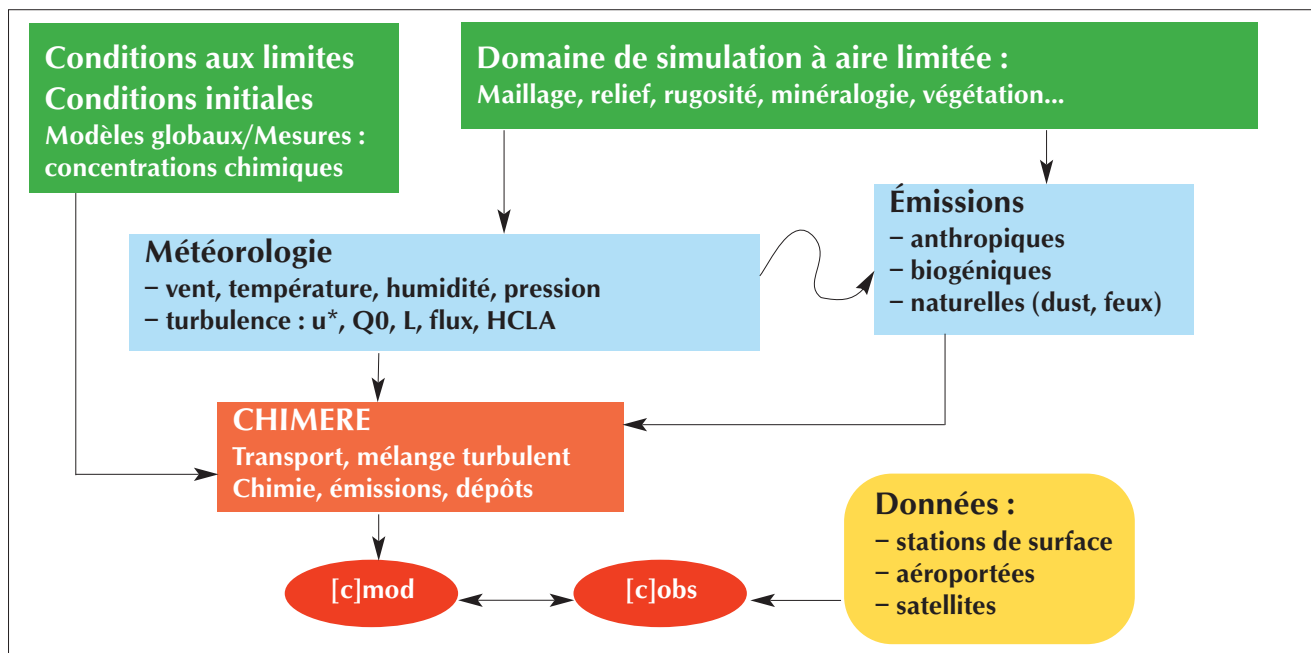 Conditions aux limites
Conditions initiales
Modèles globaux/Mesures :
concentrations chimiques
Domaine de simulation à aire limitée :
Maillage, relief, rugosité, minéralogie, végétation...
Émissions
– anthropiques
– biogéniques
– naturelles (dust, feux)
Météorologie
– vent, température, humidité, pression
– turbulence : u*, Q0, L, flux, HCLA
CHIMERE
Transport, mélange turbulent
Chimie, émissions, dépôts
Données :
– stations de surface
– aéroportées
– satellites
[c]mod
[c]obs